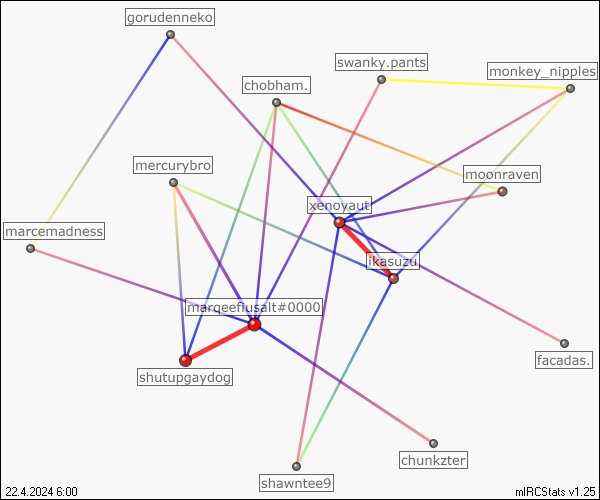 gorudenneko
swanky.pants
monkey_nipples
chobham.
mercurybro
moonraven
xenoyaut
marcemadness
ikasuzu
marqeefiusalt#0000
facadas.
shutupgaydog
chunkzter
shawntee9
22.4.2024 6:00
mIRCStats v1.25